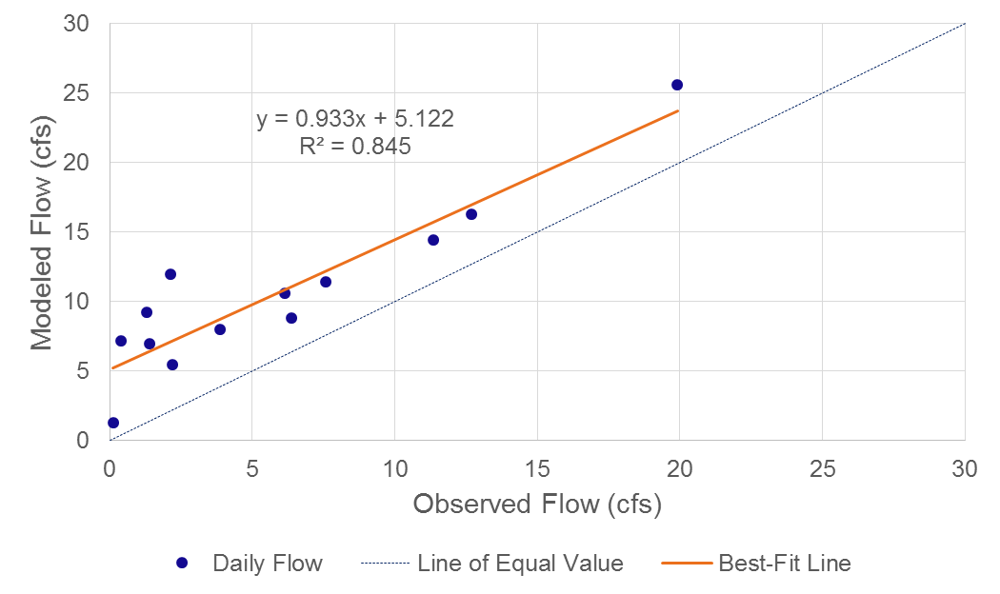 30
25
20
15
10
5
0
Modeled Flow (cfs)
y = 0.933x + 5.122
R² = 0.845
0 5 10 15 20 25 30
Observed Flow (cfs)
Daily Flow Line of Equal Value Best-Fit Line